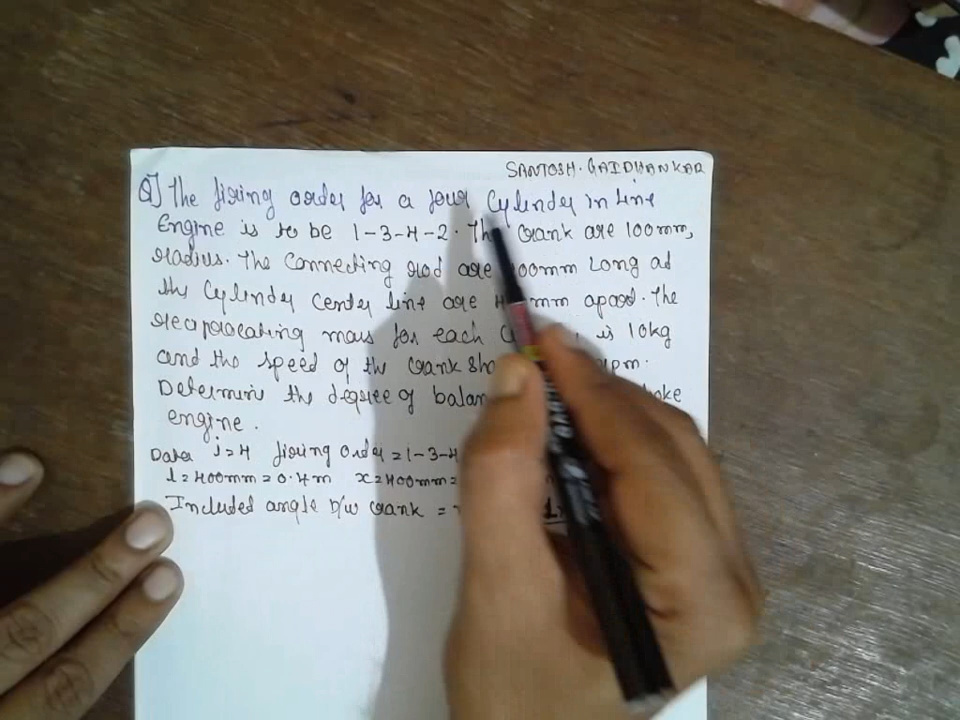 SANTOSH. GAIDHANKAR
Q] The firing order for a four cylinder in line
Engine is to be 1-3-4-2. The Crank are 100mm,
radius. The Connecting rod are 400mm Long ad
the Cylinder Center line are mm apart. The
reciprocating mass for each is 10kg
and the speed of the Crank
Determine the degree of
engine.
Data i=4 firing order = 1-3-4
l=400mm=0.4m x=400mm=
Included angle b/w crank =